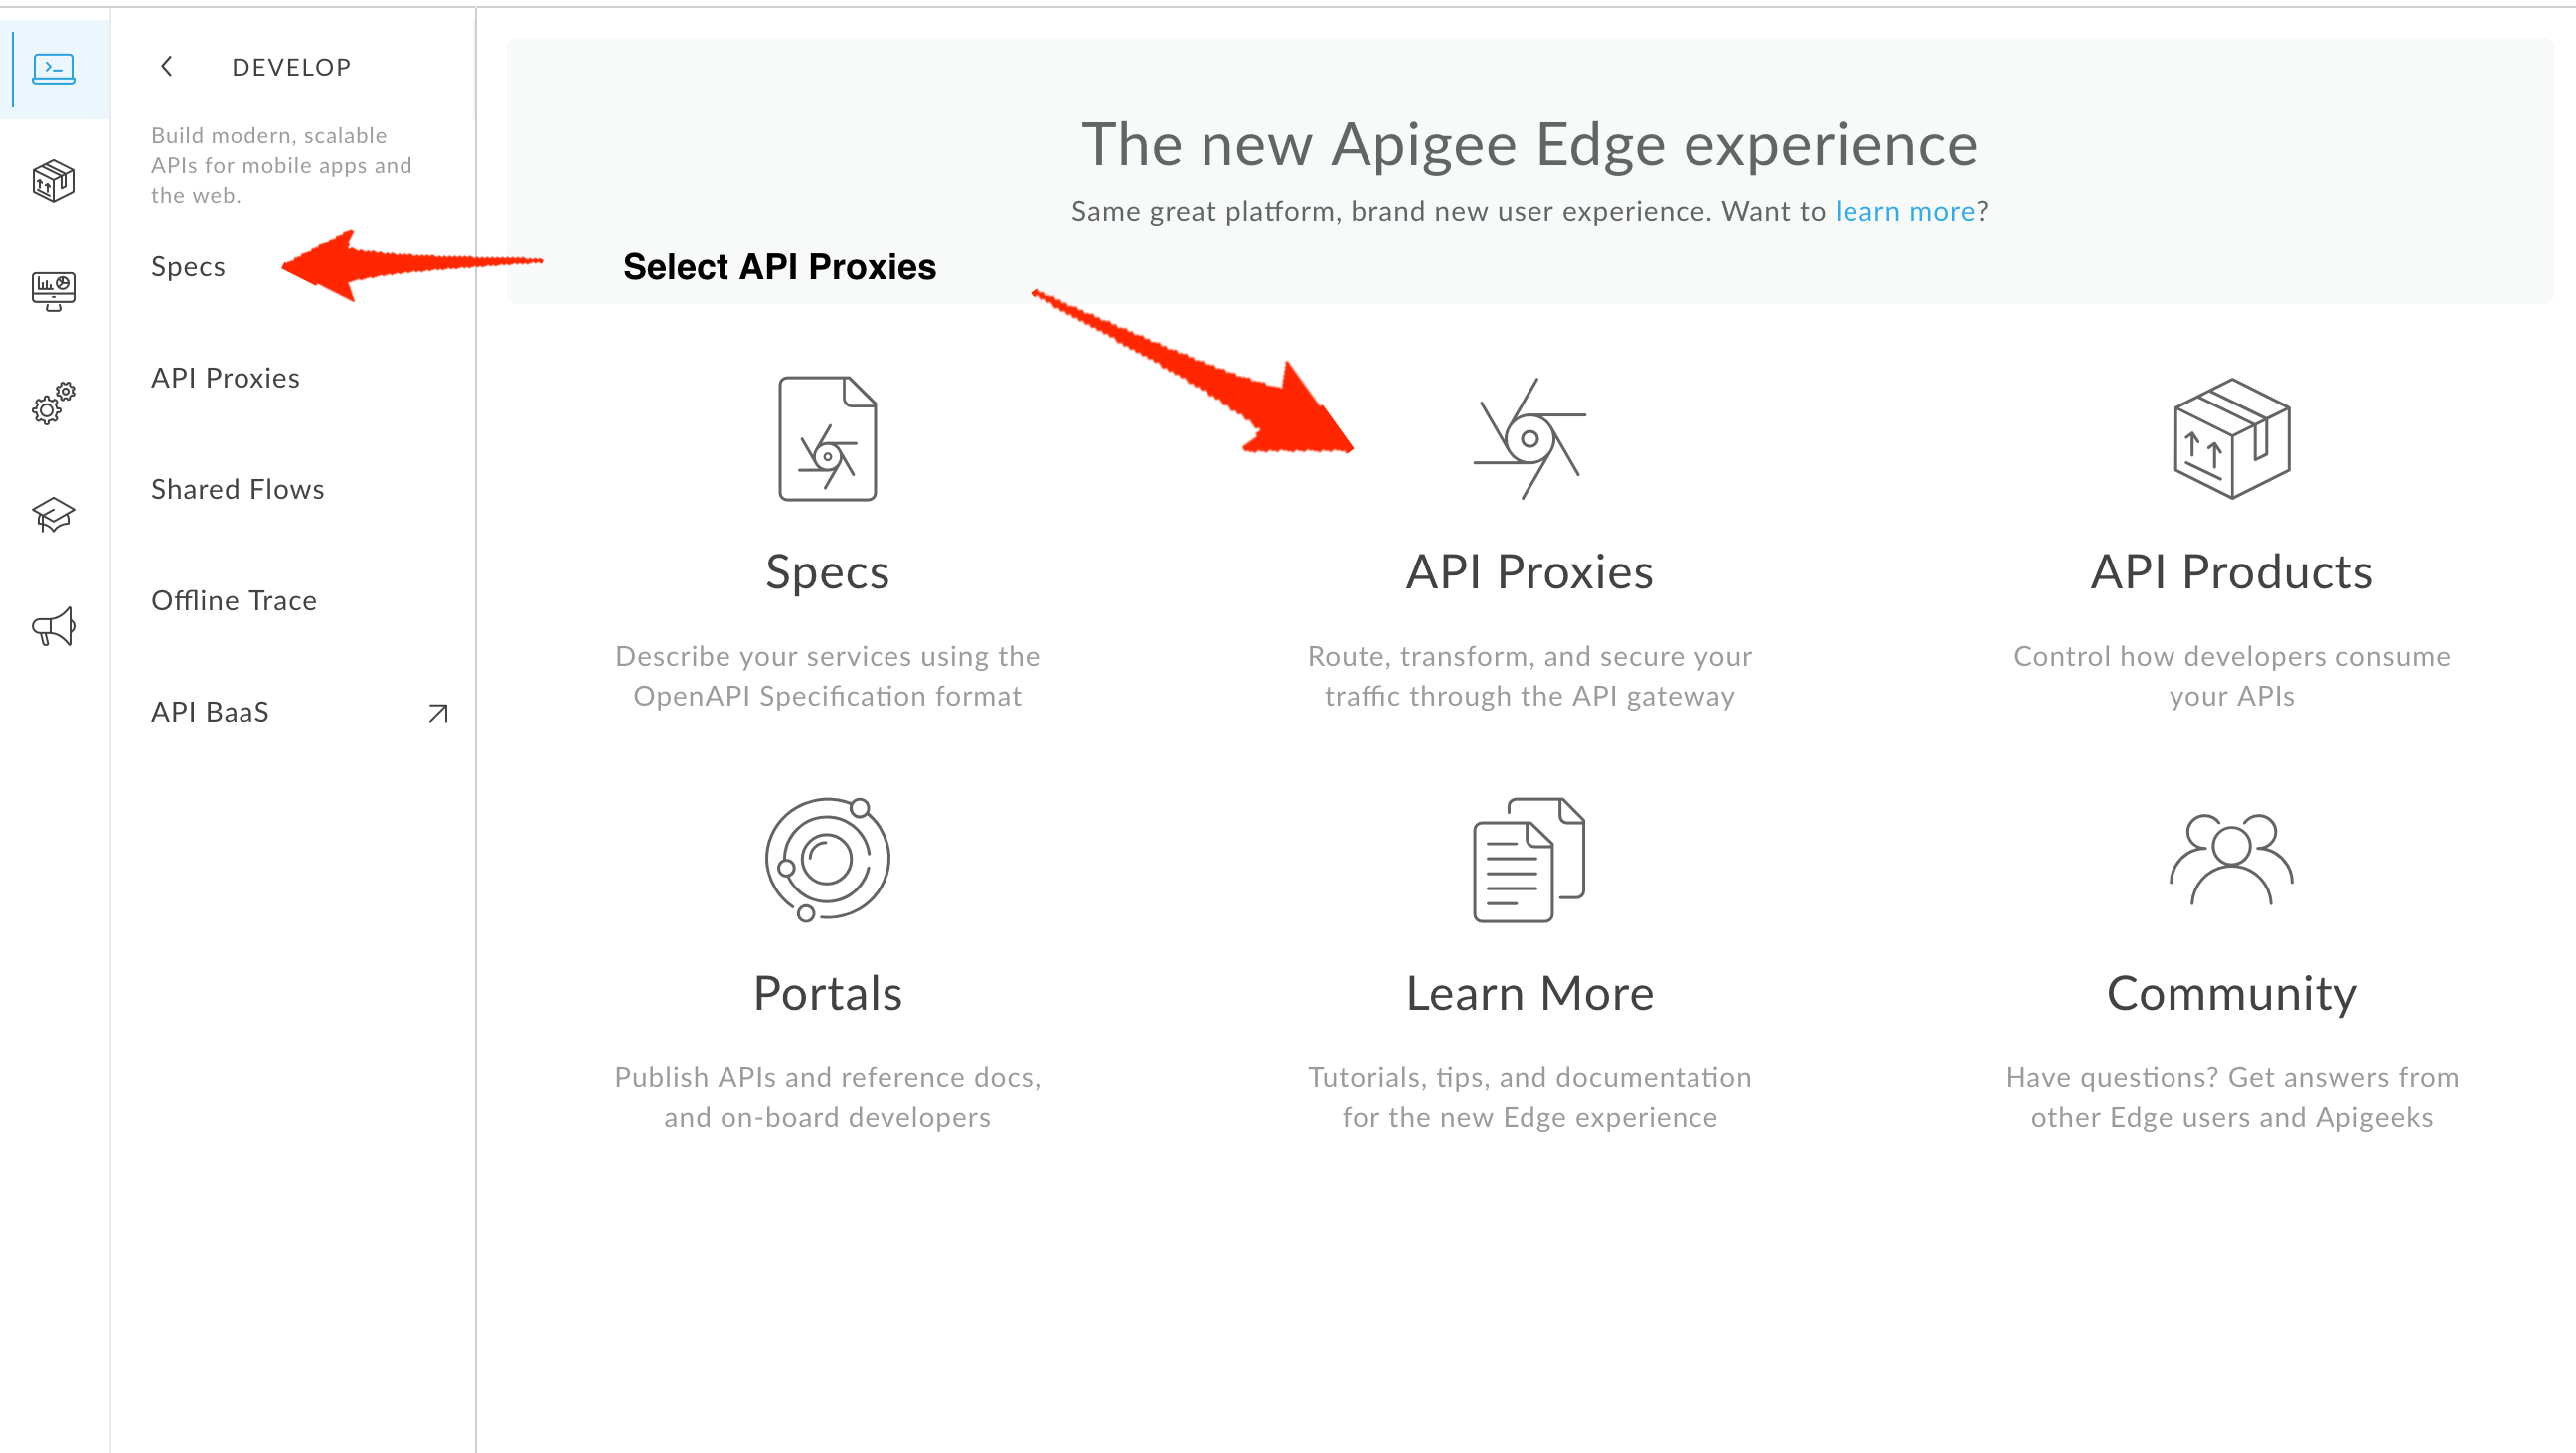 DEVELOP
Build modern, scalable
APIs for mobile apps and
the web.
Specs
API Proxies
Shared Flows
Offline Trace
API BaaS
The new Apigee Edge experience
Same great platform, brand new user experience. Want to learn more?
Select API Proxies
Specs
Describe your services using the
OpenAPI Specification format
API Proxies
Route, transform, and secure your
traffic through the API gateway
API Products
Control how developers consume
your APIs
Portals
Publish APIs and reference docs,
and on-board developers
Learn More
Tutorials, tips, and documentation
for the new Edge experience
Community
Have questions? Get answers from
other Edge users and Apigeeks